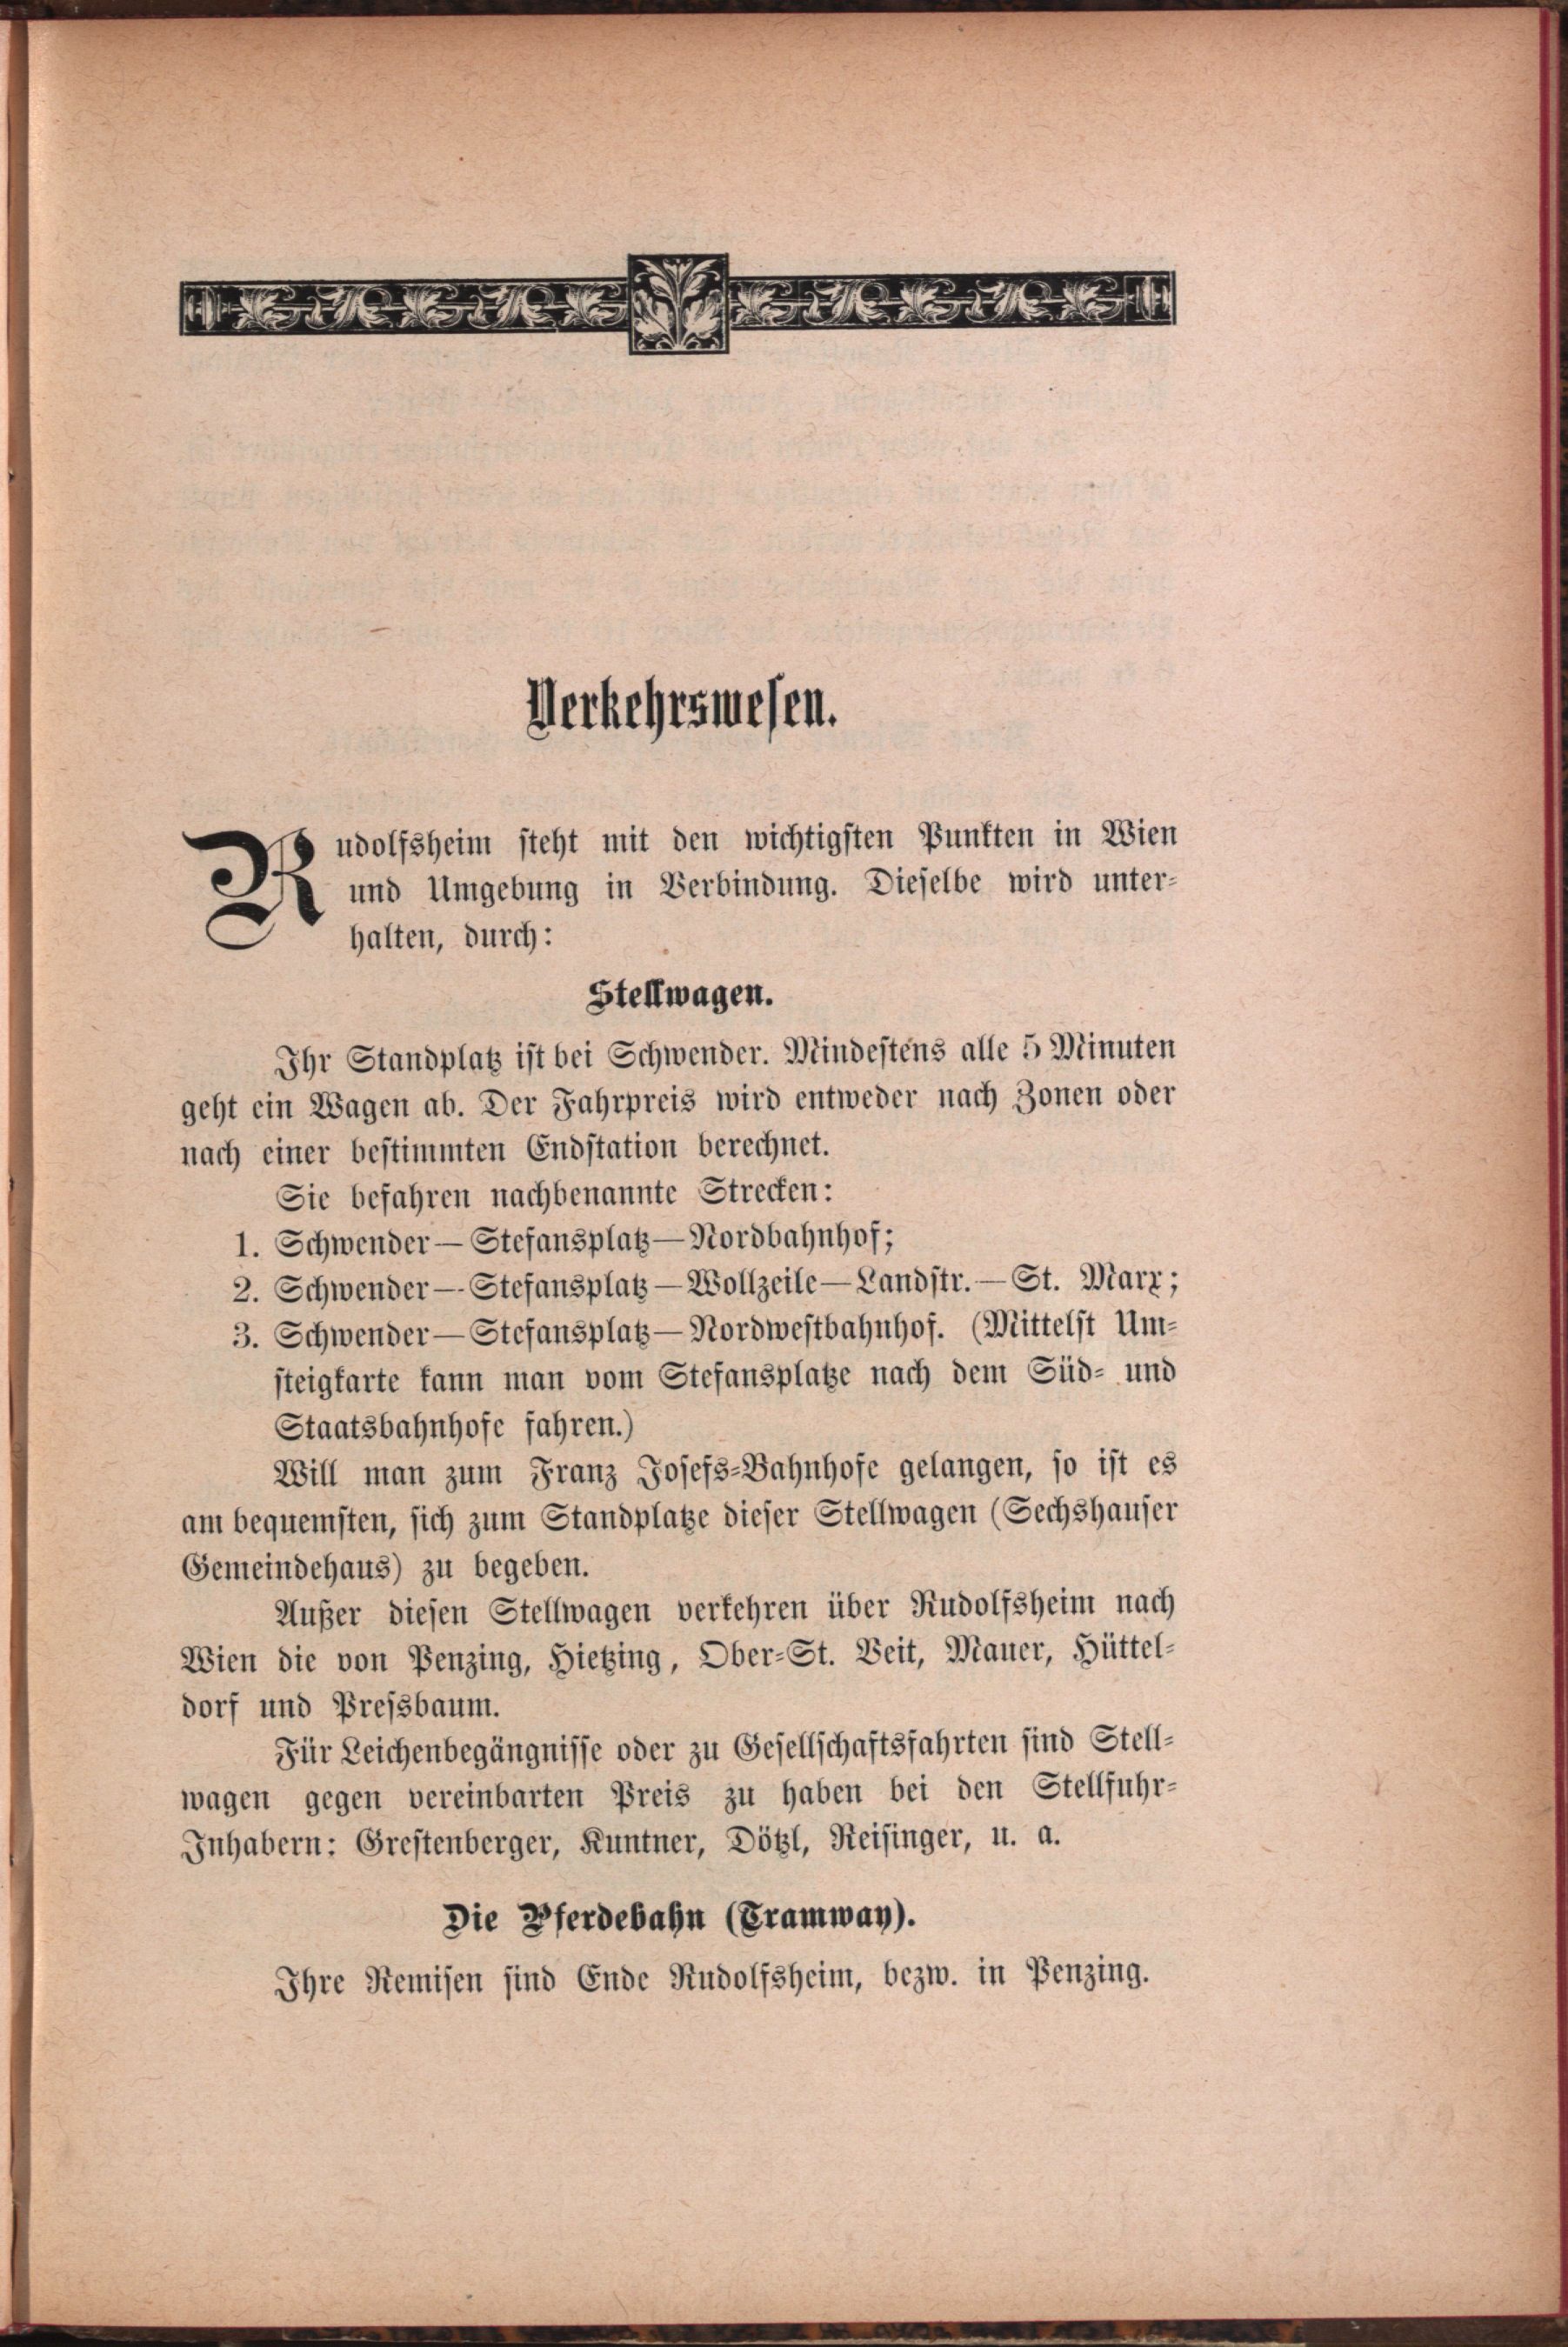 Verkehrswesen.
Rudolfsheim steht mit den wichtigsten Punkten in Wien
und Umgebung in Verbindung. Dieselbe wird unter-
halten, durch:
Stellwagen.
Ihr Standplatz ist bei Schwender. Mindestens alle 5 Minuten
geht ein Wagen ab. Der Fahrpreis wird entweder nach Zonen oder
nach einer bestimmten Endstation berechnet.
Sie befahren nachbenannte Strecken:
1. Schwender — Stefansplatz — Nordbahnhof;
2. Schwender — Stefansplatz — Wollzeile — Landstr. — St. Marx;
3. Schwender — Stefansplatz — Nordwestbahnhof. (Mittelst Um-
steigkarte kann man vom Stefansplatze nach dem Süd- und
Staatsbahnhofe fahren.)
Will man zum Franz Josefs-Bahnhofe gelangen, so ist es
am bequemsten, sich zum Standplatze dieser Stellwagen (Sechshauser
Gemeindehaus) zu begeben.
Außer diesen Stellwagen verkehren über Rudolfsheim nach
Wien die von Penzing, Hietzing, Ober-St. Veit, Mauer, Hüttel-
dorf und Pressbaum.
Für Leichenbegängnisse oder zu Gesellschaftsfahrten sind Stell-
wagen gegen vereinbarten Preis zu haben bei den Stellfuhr-
Inhabern: Grestenberger, Kuntner, Dötzl, Reisinger, u. a.
Die Pferdebahn (Tramway).
Ihre Remisen sind Ende Rudolfsheim, bezw. in Penzing.